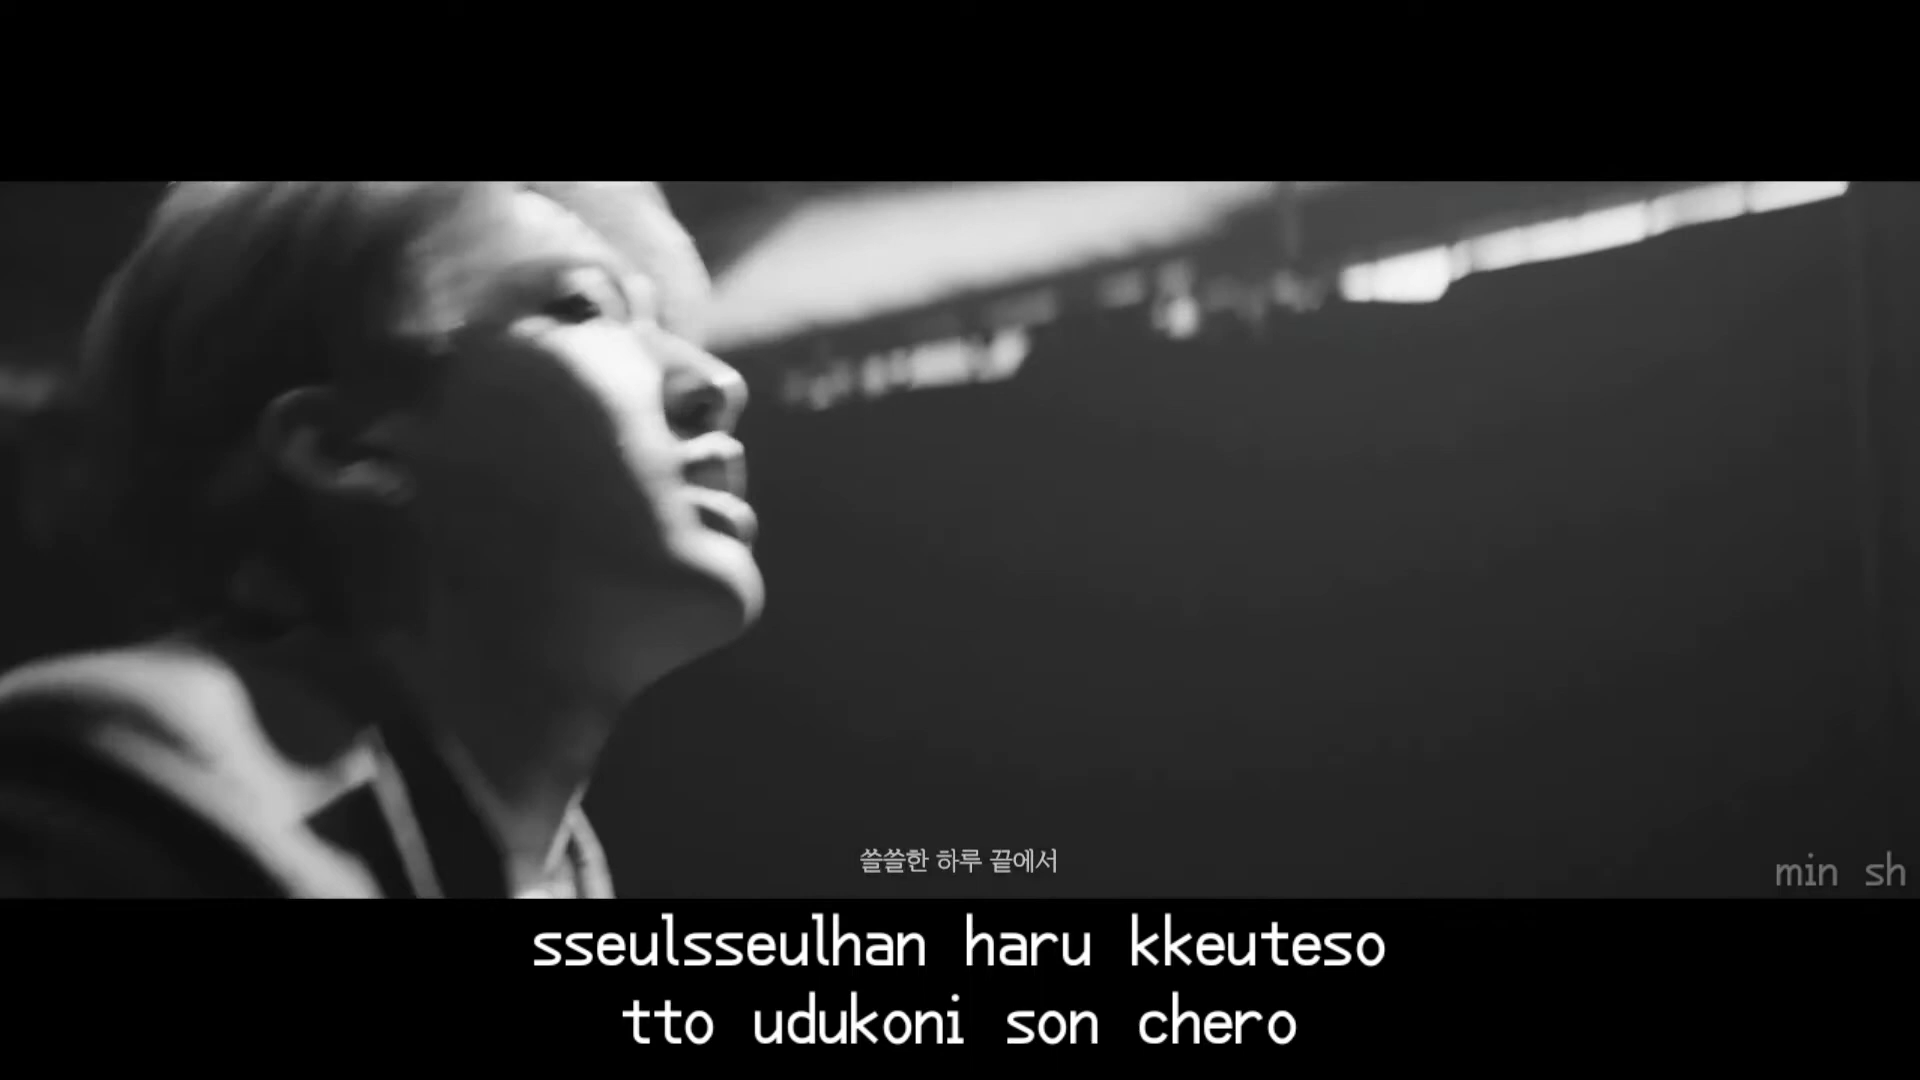 쓸쓸한 하루 끝에서
min sh
sseulsseulhan haru kkeuteso
tto udukoni son chero